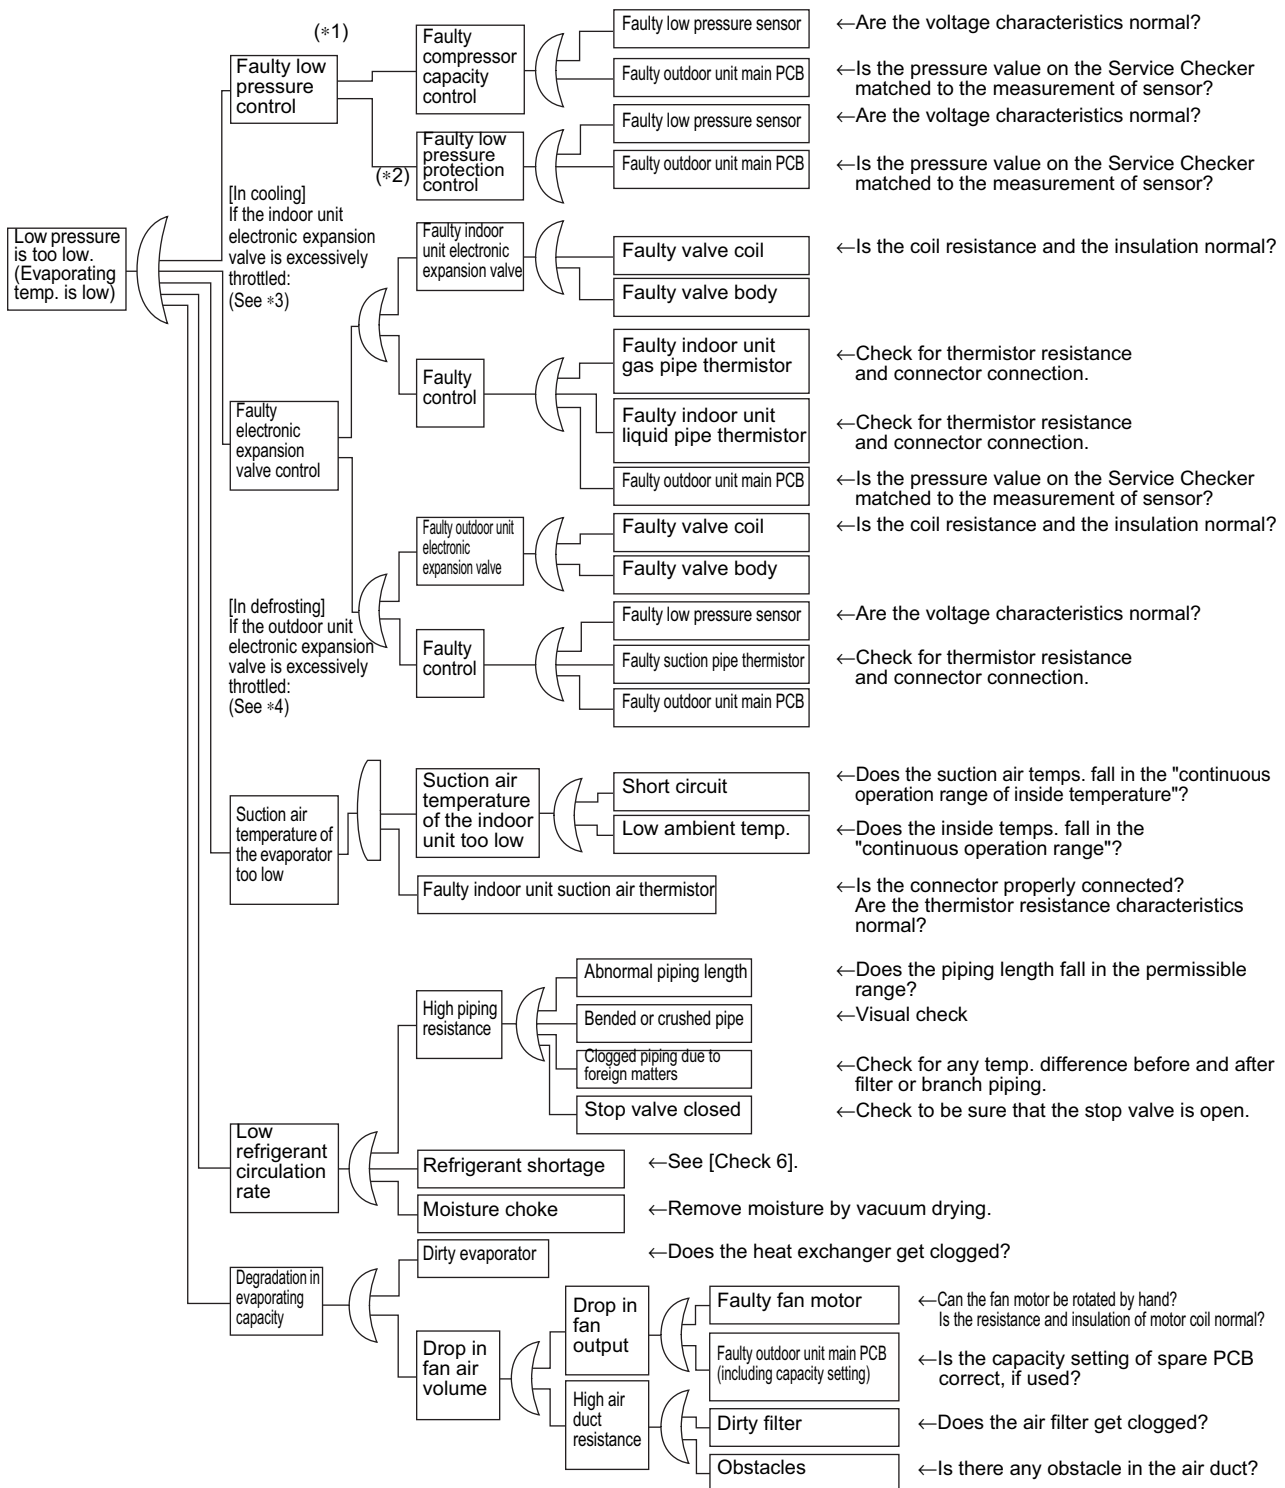 (*1)
Faulty low
pressure
control
Faulty
compressor
capacity
control
Faulty low pressure sensor
←Are the voltage characteristics normal?
Faulty outdoor unit main PCB
←Is the pressure value on the Service Checker
matched to the measurement of sensor?
(*2)
Faulty low
pressure
protection
control
Faulty low pressure sensor
←Are the voltage characteristics normal?
Faulty outdoor unit main PCB
←Is the pressure value on the Service Checker
matched to the measurement of sensor?
Low pressure
is too low.
(Evaporating
temp. is low)
[In cooling]
If the indoor unit
electronic expansion
valve is excessively
throttled:
(See *3)
Faulty indoor
unit electronic
expansion valve
Faulty valve coil
←Is the coil resistance and the insulation normal?
Faulty valve body
Faulty
control
Faulty indoor unit
gas pipe thermistor
←Check for thermistor resistance
and connector connection.
Faulty indoor unit
liquid pipe thermistor
←Check for thermistor resistance
and connector connection.
Faulty outdoor unit main PCB
←Is the pressure value on the Service Checker
matched to the measurement of sensor?
Faulty
electronic
expansion
valve control
Faulty outdoor unit
electronic
expansion valve
Faulty valve coil
←Is the coil resistance and the insulation normal?
Faulty valve body
[In defrosting]
If the outdoor unit
electronic expansion
valve is excessively
throttled:
(See *4)
Faulty
control
Faulty low pressure sensor
←Are the voltage characteristics normal?
Faulty suction pipe thermistor
←Check for thermistor resistance
and connector connection.
Faulty outdoor unit main PCB
Suction air
temperature of
the evaporator
too low
Suction air
temperature
of the indoor
unit too low
Short circuit
←Does the suction air temps. fall in the "continuous
operation range of inside temperature"?
Low ambient temp.
←Does the inside temps. fall in the
"continuous operation range"?
Faulty indoor unit suction air thermistor
←Is the connector properly connected?
Are the thermistor resistance characteristics
normal?
Low
refrigerant
circulation
rate
High piping
resistance
Abnormal piping length
←Does the piping length fall in the permissible
range?
Bended or crushed pipe
←Visual check
Clogged piping due to
foreign matters
←Check for any temp. difference before and after
filter or branch piping.
Stop valve closed
←Check to be sure that the stop valve is open.
Refrigerant shortage
←See [Check 6].
Moisture choke
←Remove moisture by vacuum drying.
Degradation in
evaporating
capacity
Dirty evaporator
←Does the heat exchanger get clogged?
Drop in
fan air
volume
Drop in
fan
output
Faulty fan motor
←Can the fan motor be rotated by hand?
Is the resistance and insulation of motor coil normal?
Faulty outdoor unit main PCB
(including capacity setting)
←Is the capacity setting of spare PCB
correct, if used?
High air
duct
resistance
Dirty filter
←Does the air filter get clogged?
Obstacles
←Is there any obstacle in the air duct?